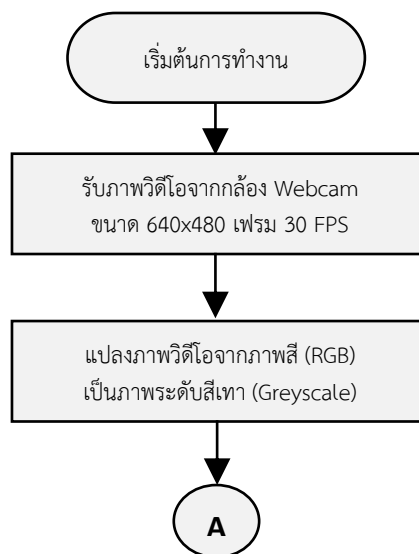 เริ่มต้นการทำงาน
รับภาพวิดีโอจากกล้อง Webcam
ขนาด 640x480 เฟรม 30 FPS
แปลงภาพวิดีโอจากภาพสี (RGB)
เป็นภาพระดับสีเทา (Greyscale)
A